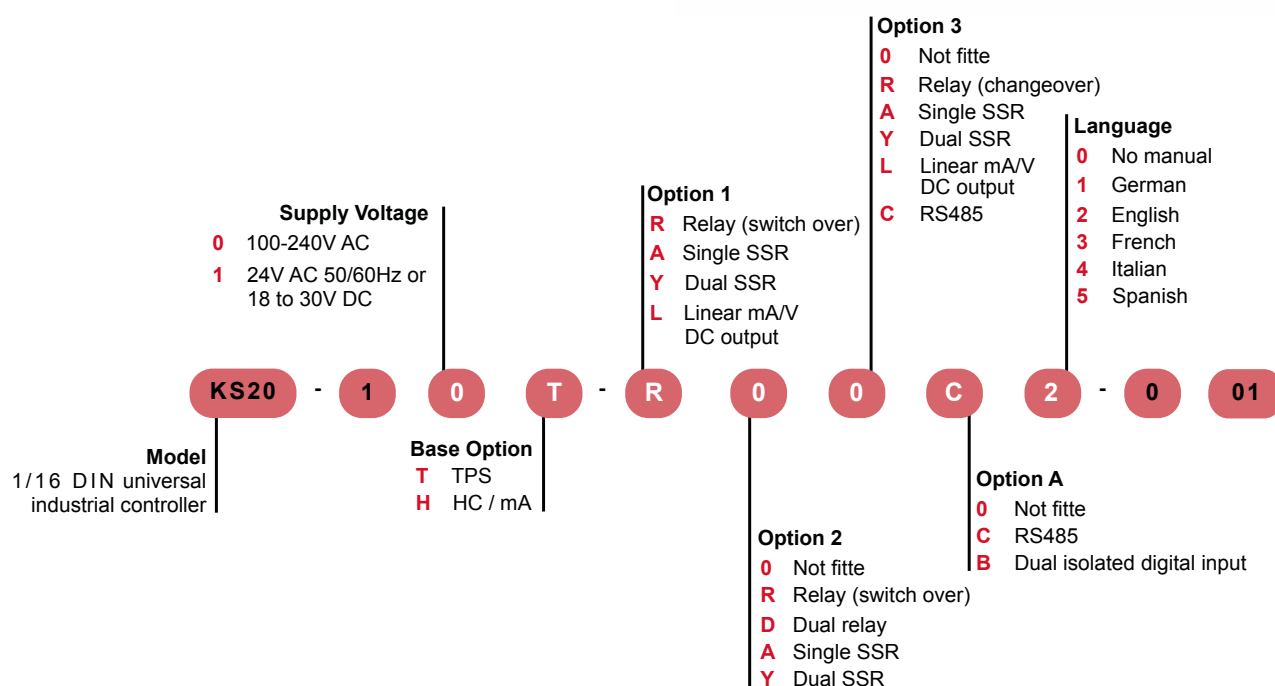 Option 3
0 Not fitte
R Relay (changeover)
A Single SSR
Y Dual SSR
L Linear mA/V
DC output
C RS485
Language
0 No manual
1 German
2 English
3 French
4 Italian
5 Spanish
Option 1
R Relay (switch over)
A Single SSR
Y Dual SSR
L Linear mA/V
DC output
Supply Voltage
0 100-240V AC
1 24V AC 50/60Hz or
18 to 30V DC
KS20 - 1 0 T - R 0 0 C 2 - 0 01
Model
1/16 DIN universal
industrial controller
Base Option
T TPS
H HC / mA
Option 2
0 Not fitte
R Relay (switch over)
D Dual relay
A Single SSR
Y Dual SSR
Option A
0 Not fitte
C RS485
B Dual isolated digital input